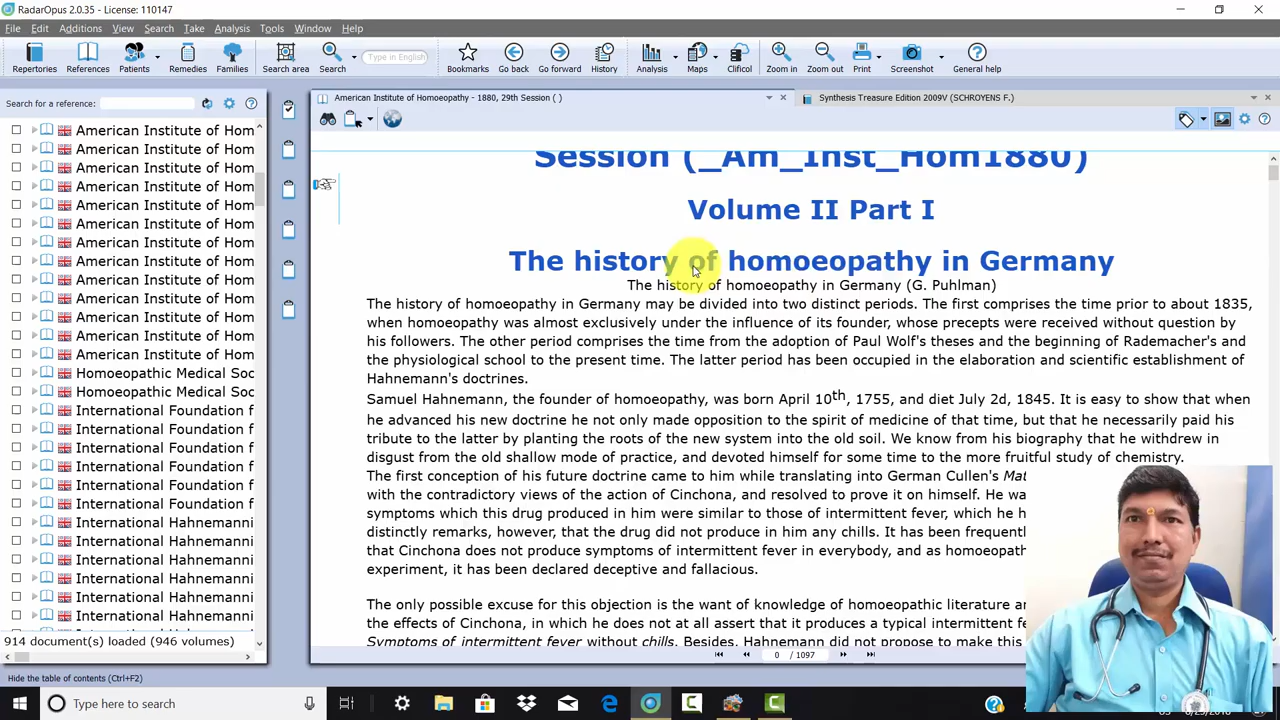 RadarOpus 2.0.35 - License: 110147
File Edit Additions View Search Take Analysis Tools Window Help
Repertories References Patients Remedies Families Search area Search Type in English Bookmarks Go back Go forward History Analysis Maps Clificol Zoom in Zoom out Print Screenshot General help
Search for a reference:
American Institute of Homoeopathy - 1880, 29th Session ( )
Synthesis Treasure Edition 2009V (SCHROYENS F.)
American Institute of Hom
American Institute of Hom
American Institute of Hom
American Institute of Hom
American Institute of Hom
American Institute of Hom
American Institute of Hom
American Institute of Hom
American Institute of Hom
American Institute of Hom
American Institute of Hom
American Institute of Hom
American Institute of Hom
Homoeopathic Medical Soc
Homoeopathic Medical Soc
International Foundation f
International Foundation f
International Foundation f
International Foundation f
International Foundation f
International Foundation f
International Hahnemanni
International Hahnemanni
International Hahnemanni
International Hahnemanni
International Hahnemanni
International Hahnemanni
914 document(s) loaded (946 volumes)
Session (_Am_Inst_Hom1880)
Volume II Part I
The history of homoeopathy in Germany
The history of homoeopathy in Germany (G. Puhlman)
The history of homoeopathy in Germany may be divided into two distinct periods. The first comprises the time prior to about 1835,
when homoeopathy was almost exclusively under the influence of its founder, whose precepts were received without question by
his followers. The other period comprises the time from the adoption of Paul Wolf's theses and the beginning of Rademacher's and
the physiological school to the present time. The latter period has been occupied in the elaboration and scientific establishment of
Hahnemann's doctrines.
Samuel Hahnemann, the founder of homoeopathy, was born April 10th, 1755, and diet July 2d, 1845. It is easy to show that when
he advanced his new doctrine he not only made opposition to the spirit of medicine of that time, but that he necessarily paid his
tribute to the latter by planting the roots of the new system into the old soil. We know from his biography that he withdrew in
disgust from the old shallow mode of practice, and devoted himself for some time to the more fruitful study of chemistry.
The first conception of his future doctrine came to him while translating into German Cullen's Mat
with the contradictory views of the action of Cinchona, and resolved to prove it on himself. He wa
symptoms which this drug produced in him were similar to those of intermittent fever, which he h
distinctly remarks, however, that the drug did not produce in him any chills. It has been frequentl
that Cinchona does not produce symptoms of intermittent fever in everybody, and as homoeopath
experiment, it has been declared deceptive and fallacious.
The only possible excuse for this objection is the want of knowledge of homoeopathic literature an
the effects of Cinchona, in which he does not at all assert that it produces a typical intermittent fe
Symptoms of intermittent fever without chills. Besides, Hahnemann did not propose to make this
0 / 1097
Hide the table of contents (Ctrl+F2)
Type here to search